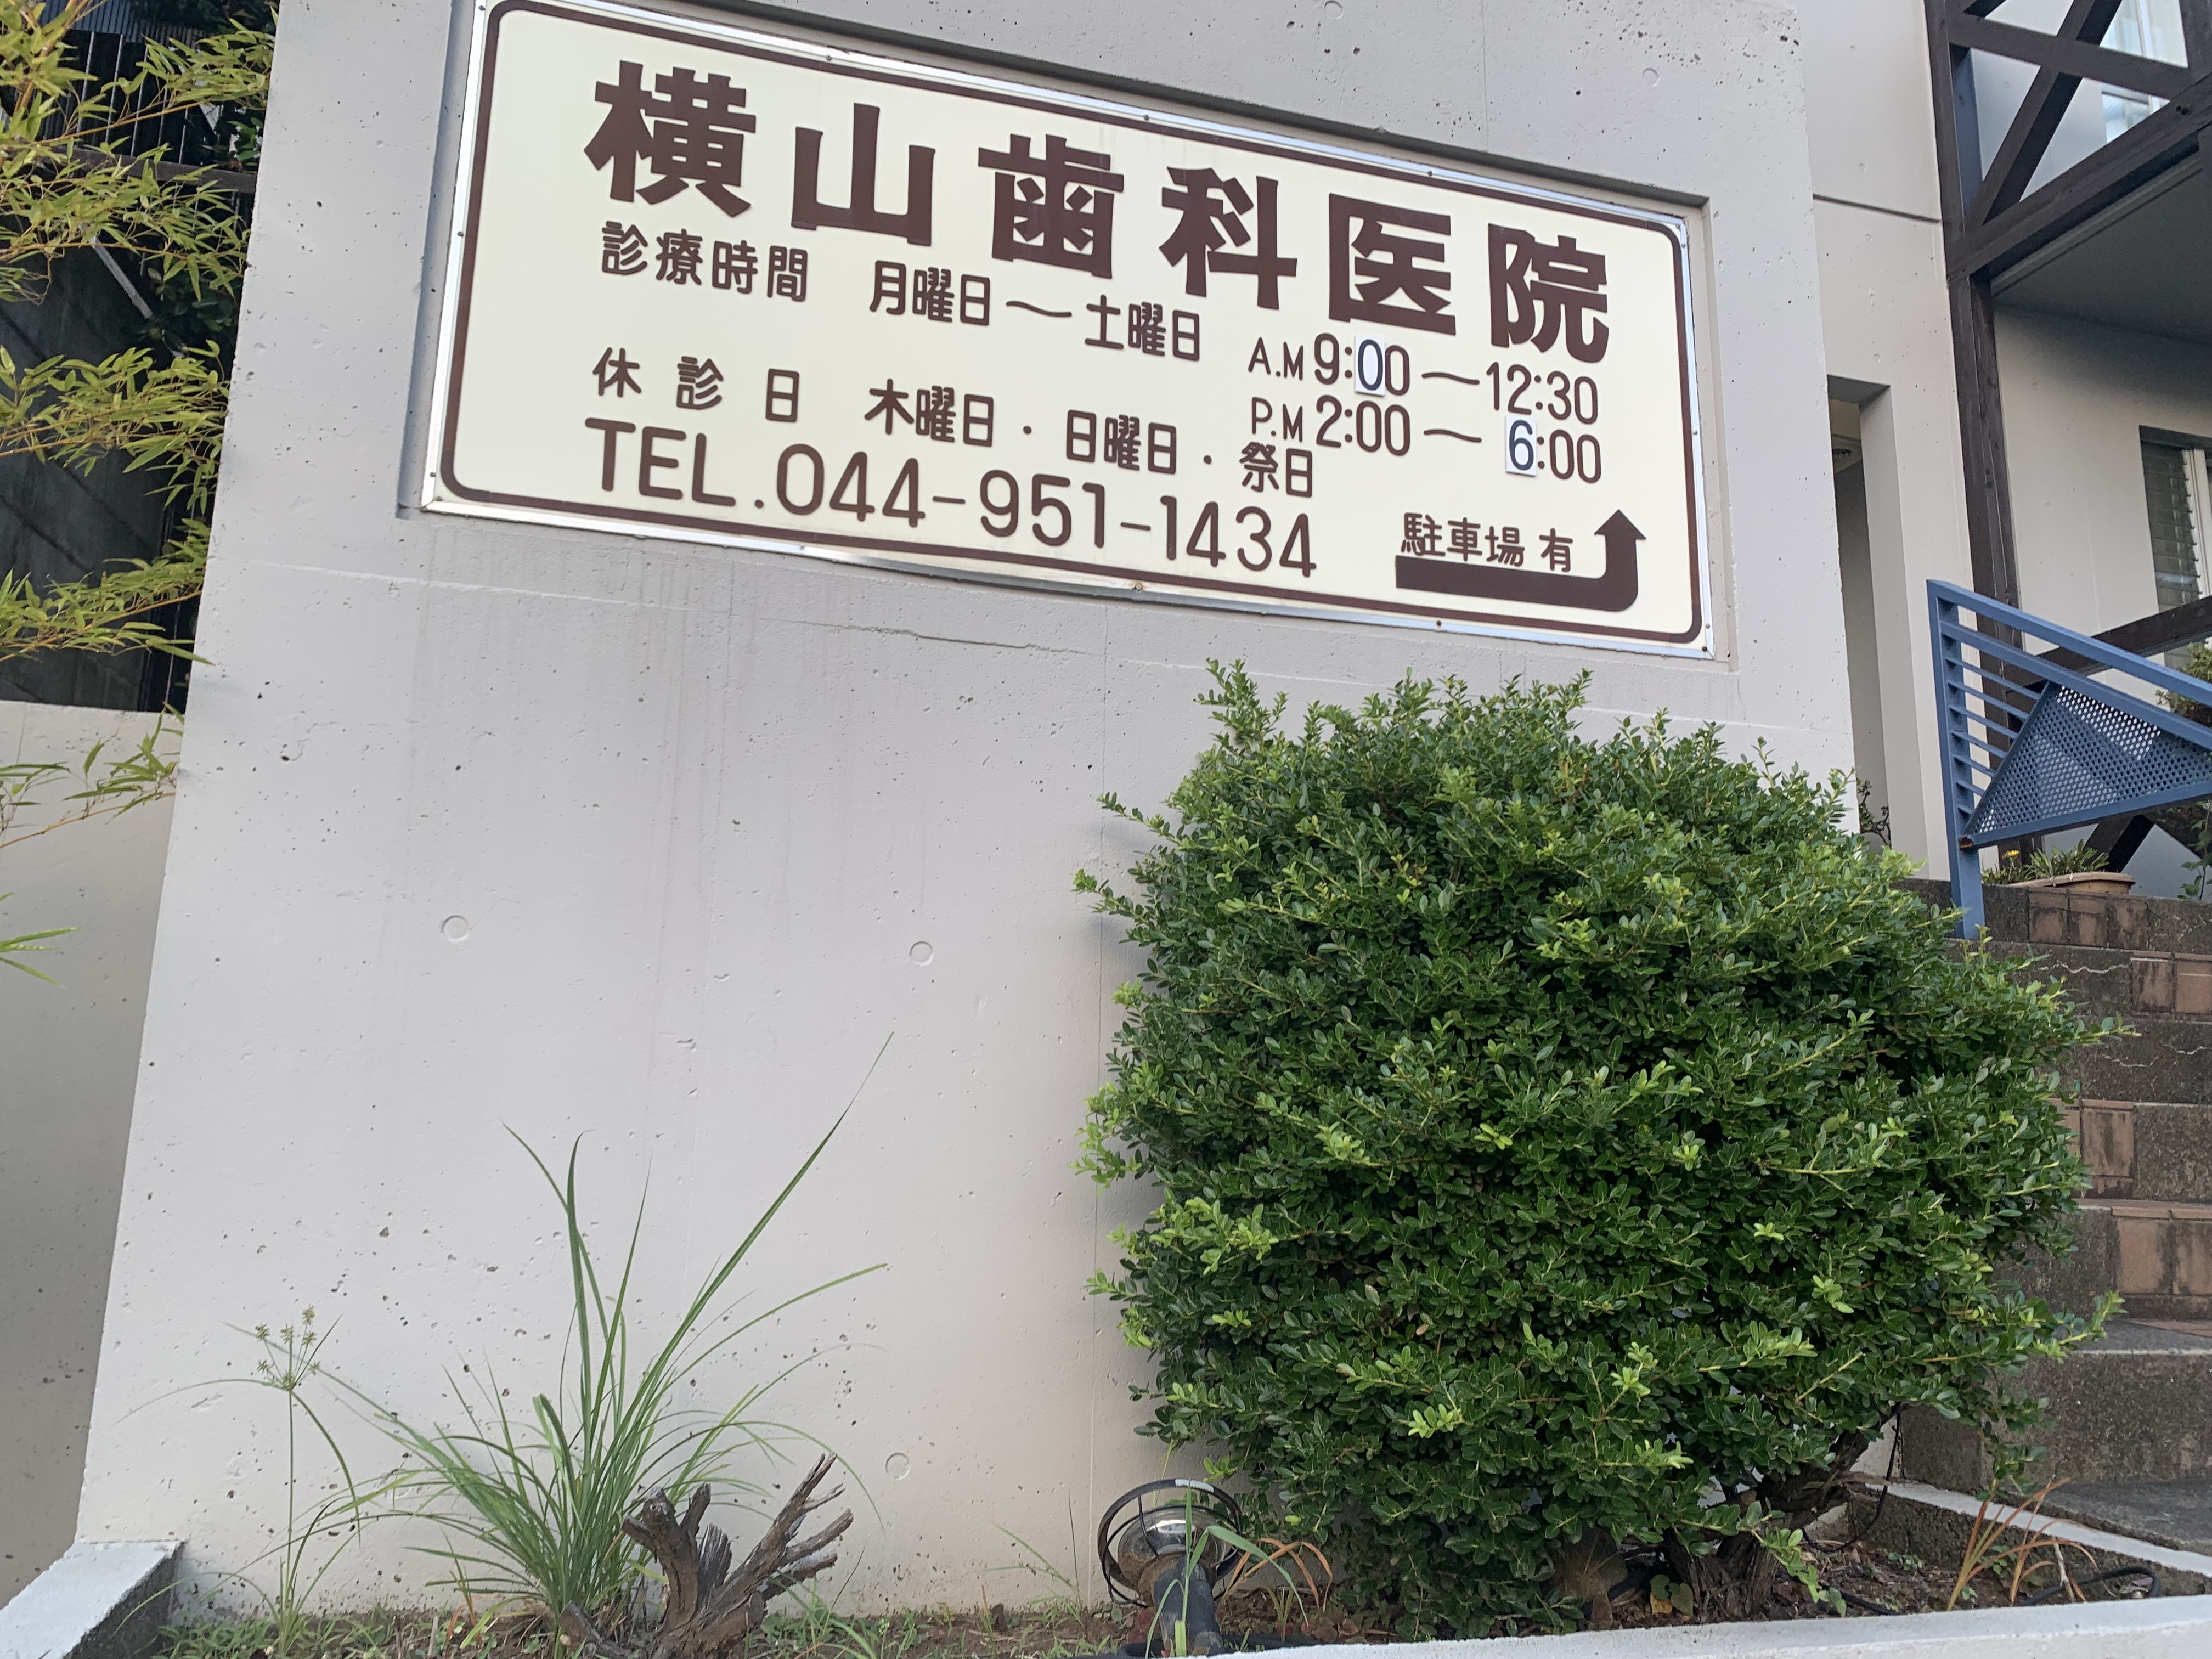 横山歯科医院
診療時間 月曜日～土曜日 A.M 9:00～12:30
P.M 2:00～6:00
休診日 木曜日・日曜日・祭日
TEL.044-951-1434
駐車場 有